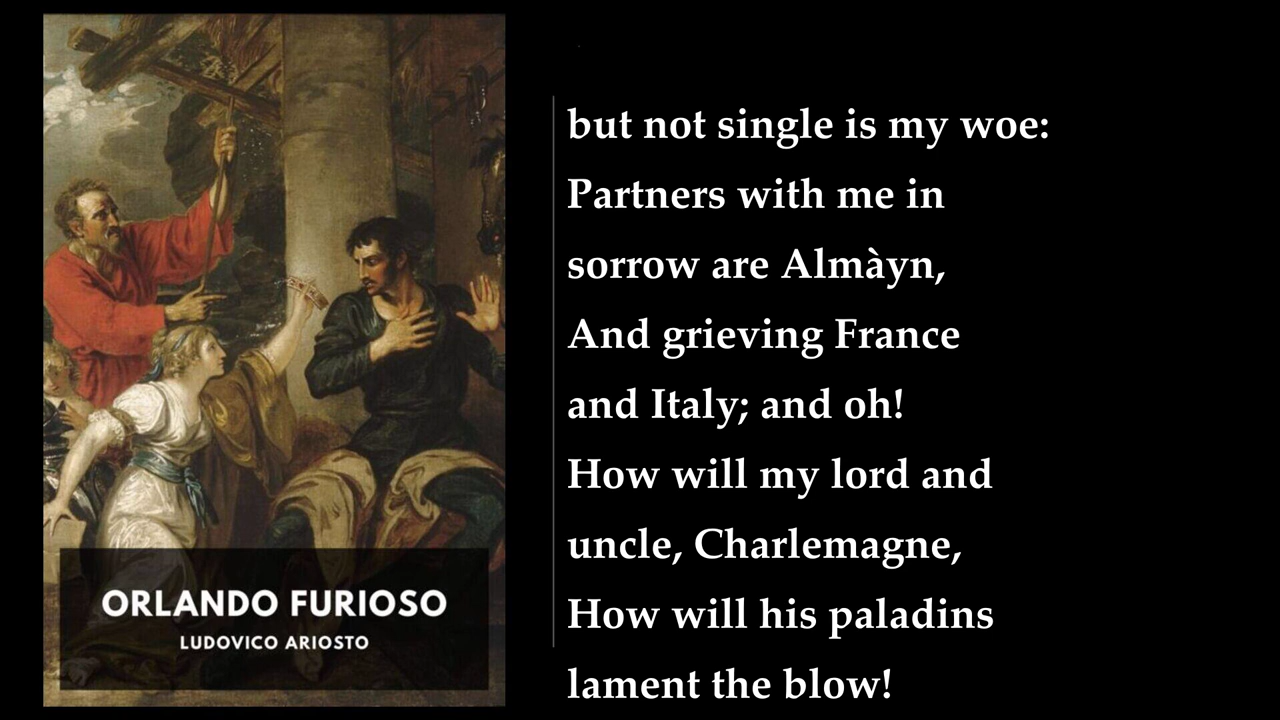 ORLANDO FURIOSO
LUDOVICO ARIOSTO
but not single is my woe:
Partners with me in
sorrow are Almàyn,
And grieving France
and Italy; and oh!
How will my lord and
uncle, Charlemagne,
How will his paladins
lament the blow!